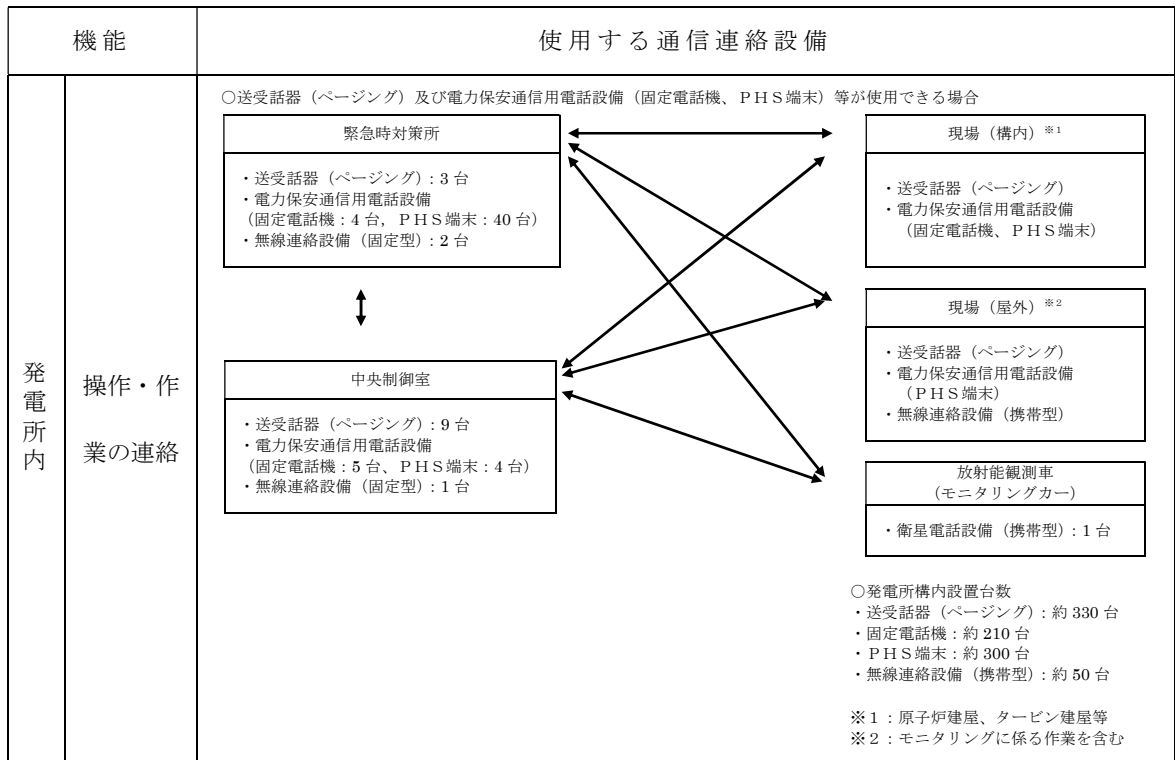 機能
使用する通信連絡設備
発電所内
操作・作
業の連絡
○送受話器（ページング）及び電力保安通信用電話設備（固定電話機、ＰＨＳ端末）等が使用できる場合
緊急時対策所
・送受話器（ページング）：3 台
・電力保安通信用電話設備
（固定電話機：4 台，ＰＨＳ端末：40 台）
・無線連絡設備（固定型）：2 台
中央制御室
・送受話器（ページング）：9 台
・電力保安通信用電話設備
（固定電話機：5 台、ＰＨＳ端末：4 台）
・無線連絡設備（固定型）：1 台
現場（構内）※1
・送受話器（ページング）
・電力保安通信用電話設備
（固定電話機、ＰＨＳ端末）
現場（屋外）※2
・送受話器（ページング）
・電力保安通信用電話設備
（ＰＨＳ端末）
・無線連絡設備（携帯型）
放射能観測車
（モニタリングカー）
・衛星電話設備（携帯型）：1 台
○発電所構内設置台数
・送受話器（ページング）：約 330 台
・固定電話機：約 210 台
・ＰＨＳ端末：約 300 台
・無線連絡設備（携帯型）：約 50 台
※１：原子炉建屋、タービン建屋等
※２：モニタリングに係る作業を含む